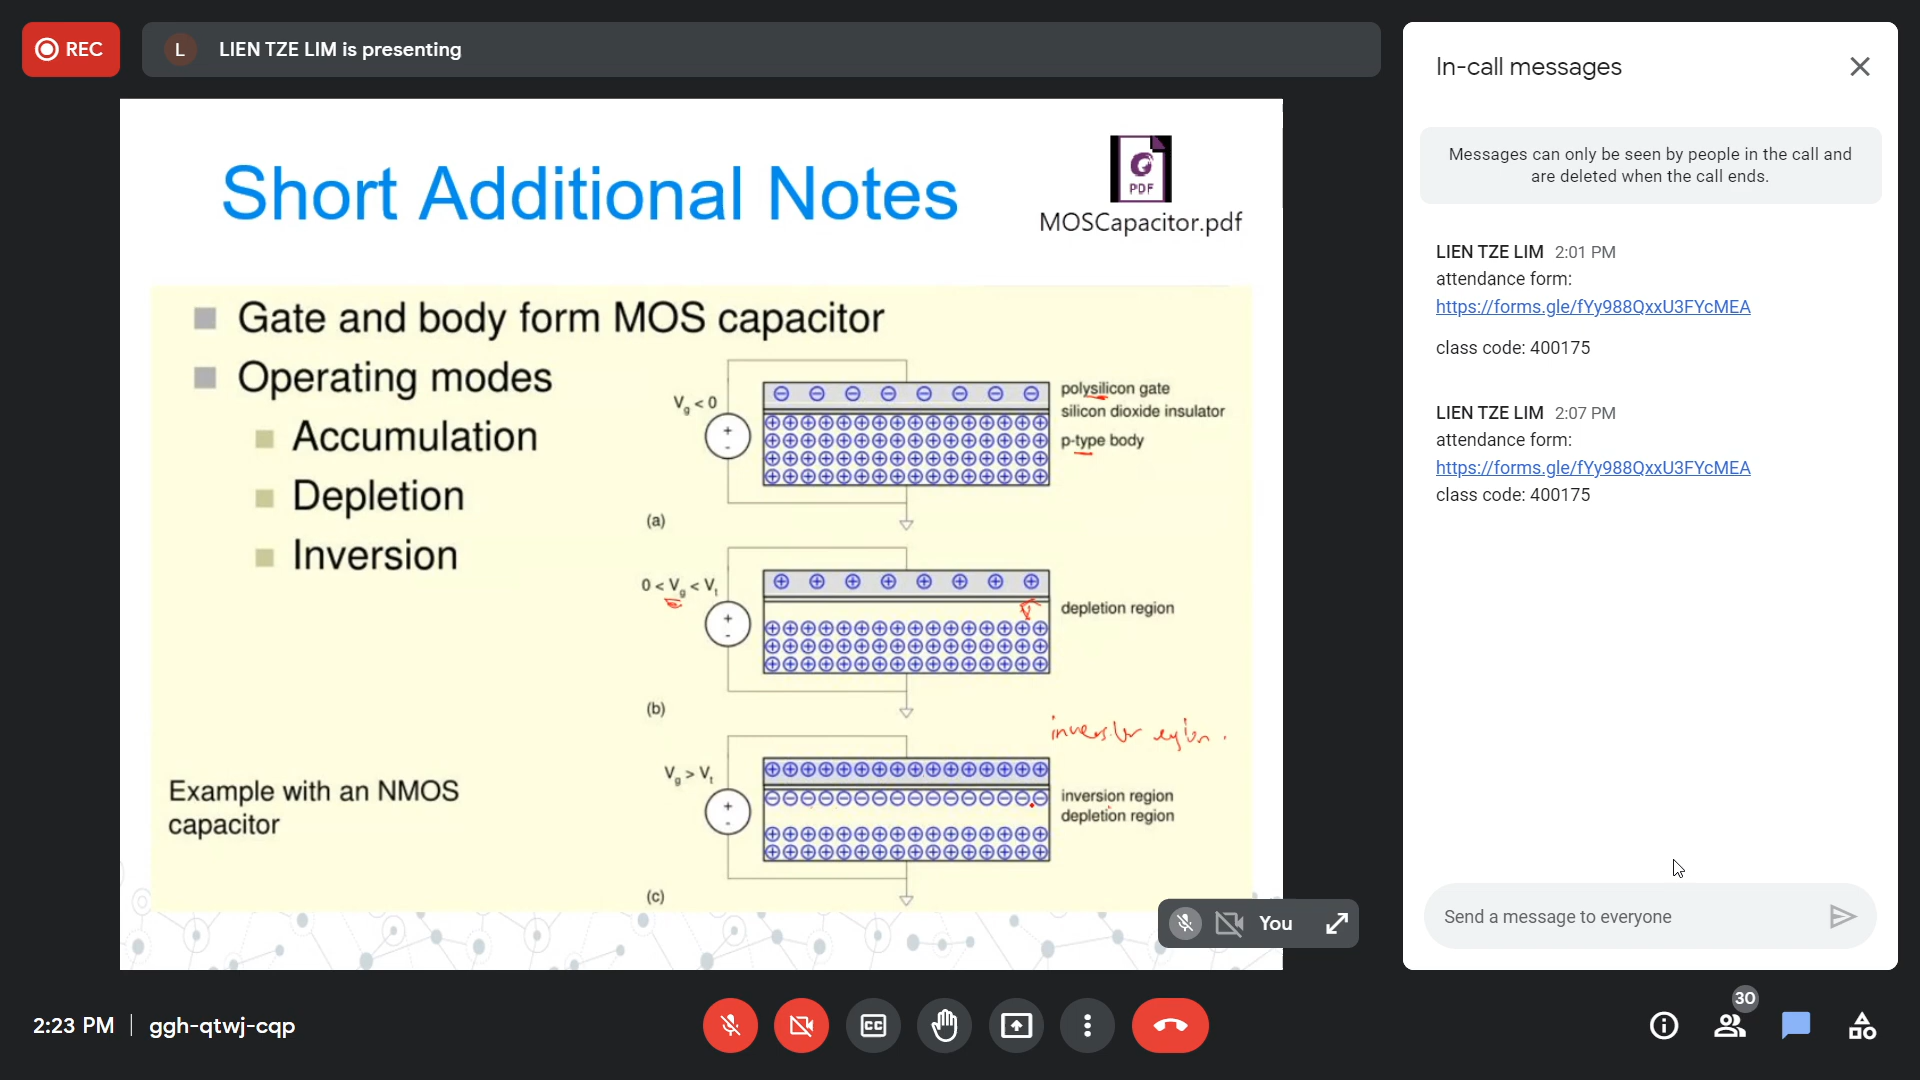 REC
L LIEN TZE LIM is presenting
Short Additional Notes
PDF
MOSCapacitor.pdf
Gate and body form MOS capacitor
Operating modes
Accumulation
Depletion
Inversion
Example with an NMOS
capacitor
Vg < 0
+
-
polysilicon gate
silicon dioxide insulator
p-type body
(a)
0 < Vg < Vt
+
-
depletion region
(b)
Vg > Vt
+
-
inversion region
depletion region
(c)
You
In-call messages
Messages can only be seen by people in the call and
are deleted when the call ends.
LIEN TZE LIM 2:01 PM
attendance form:
https://forms.gle/fYy988QxxU3FYcMEA
class code: 400175
LIEN TZE LIM 2:07 PM
attendance form:
https://forms.gle/fYy988QxxU3FYcMEA
class code: 400175
Send a message to everyone
2:23 PM | ggh-qtwj-cqp
CC
30